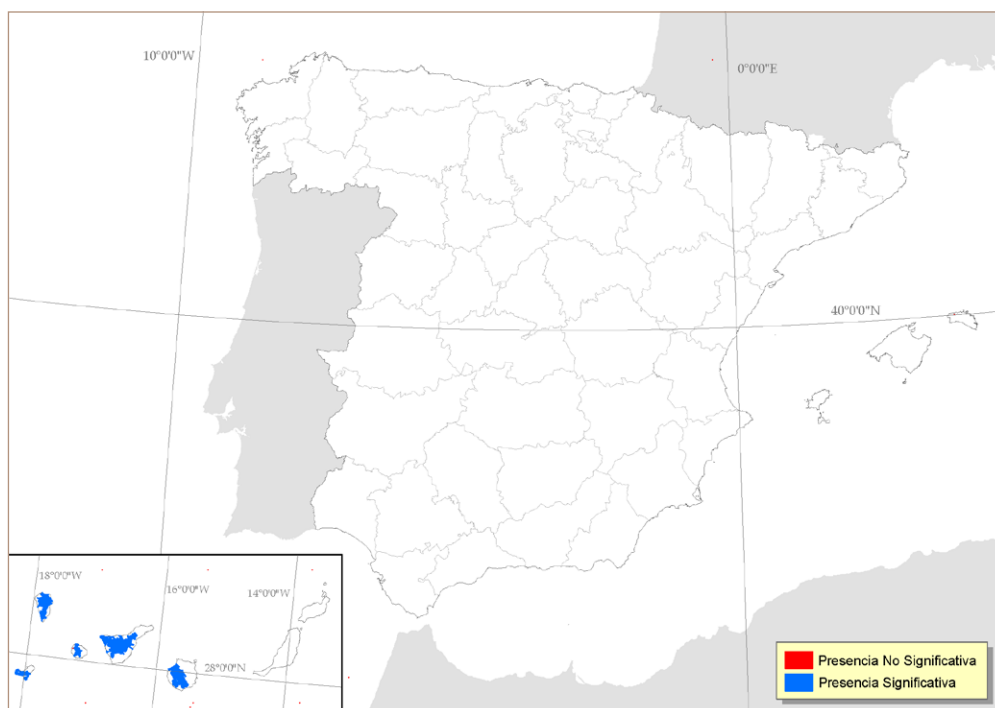 10°0'0"W
0°0'0"E
40°0'0"N
18°0'0"W
16°0'0"W
14°0'0"W
28°0'0"N
Presencia No Significativa
Presencia Significativa